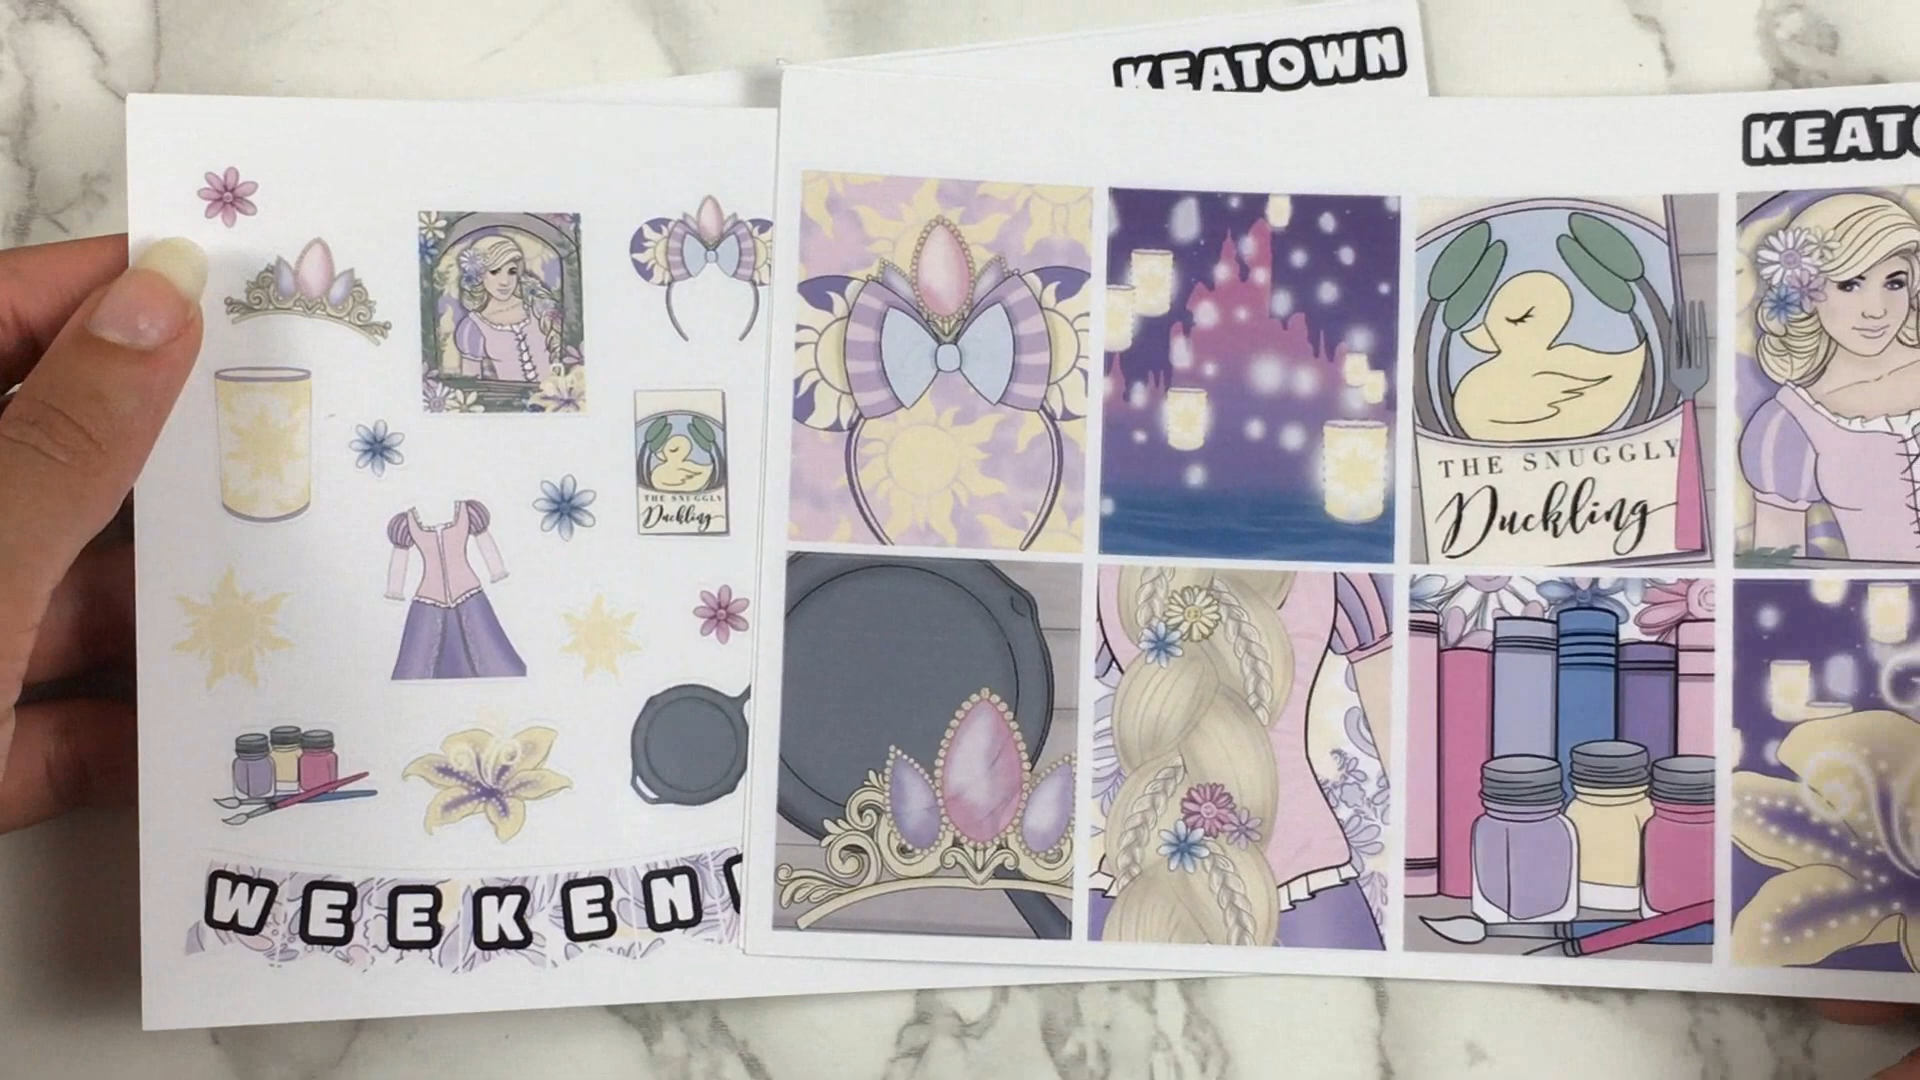 KEATOWN
KEATO
THE SNUGGLY
Duckling
THE SNUGGLY
Duckling
WEEKEN